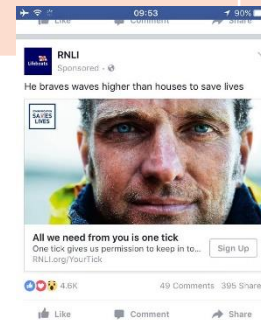 09:53
90%
Like Comment Share
Lifeboats
RNLI
Sponsored
He braves waves higher than houses to save lives
SAVES
LIVES
All we need from you is one tick
One tick gives us permission to keep in to...
Sign Up
RNLI.org/YourTick
4.6K
49 Comments 395 Share
Like Comment Share